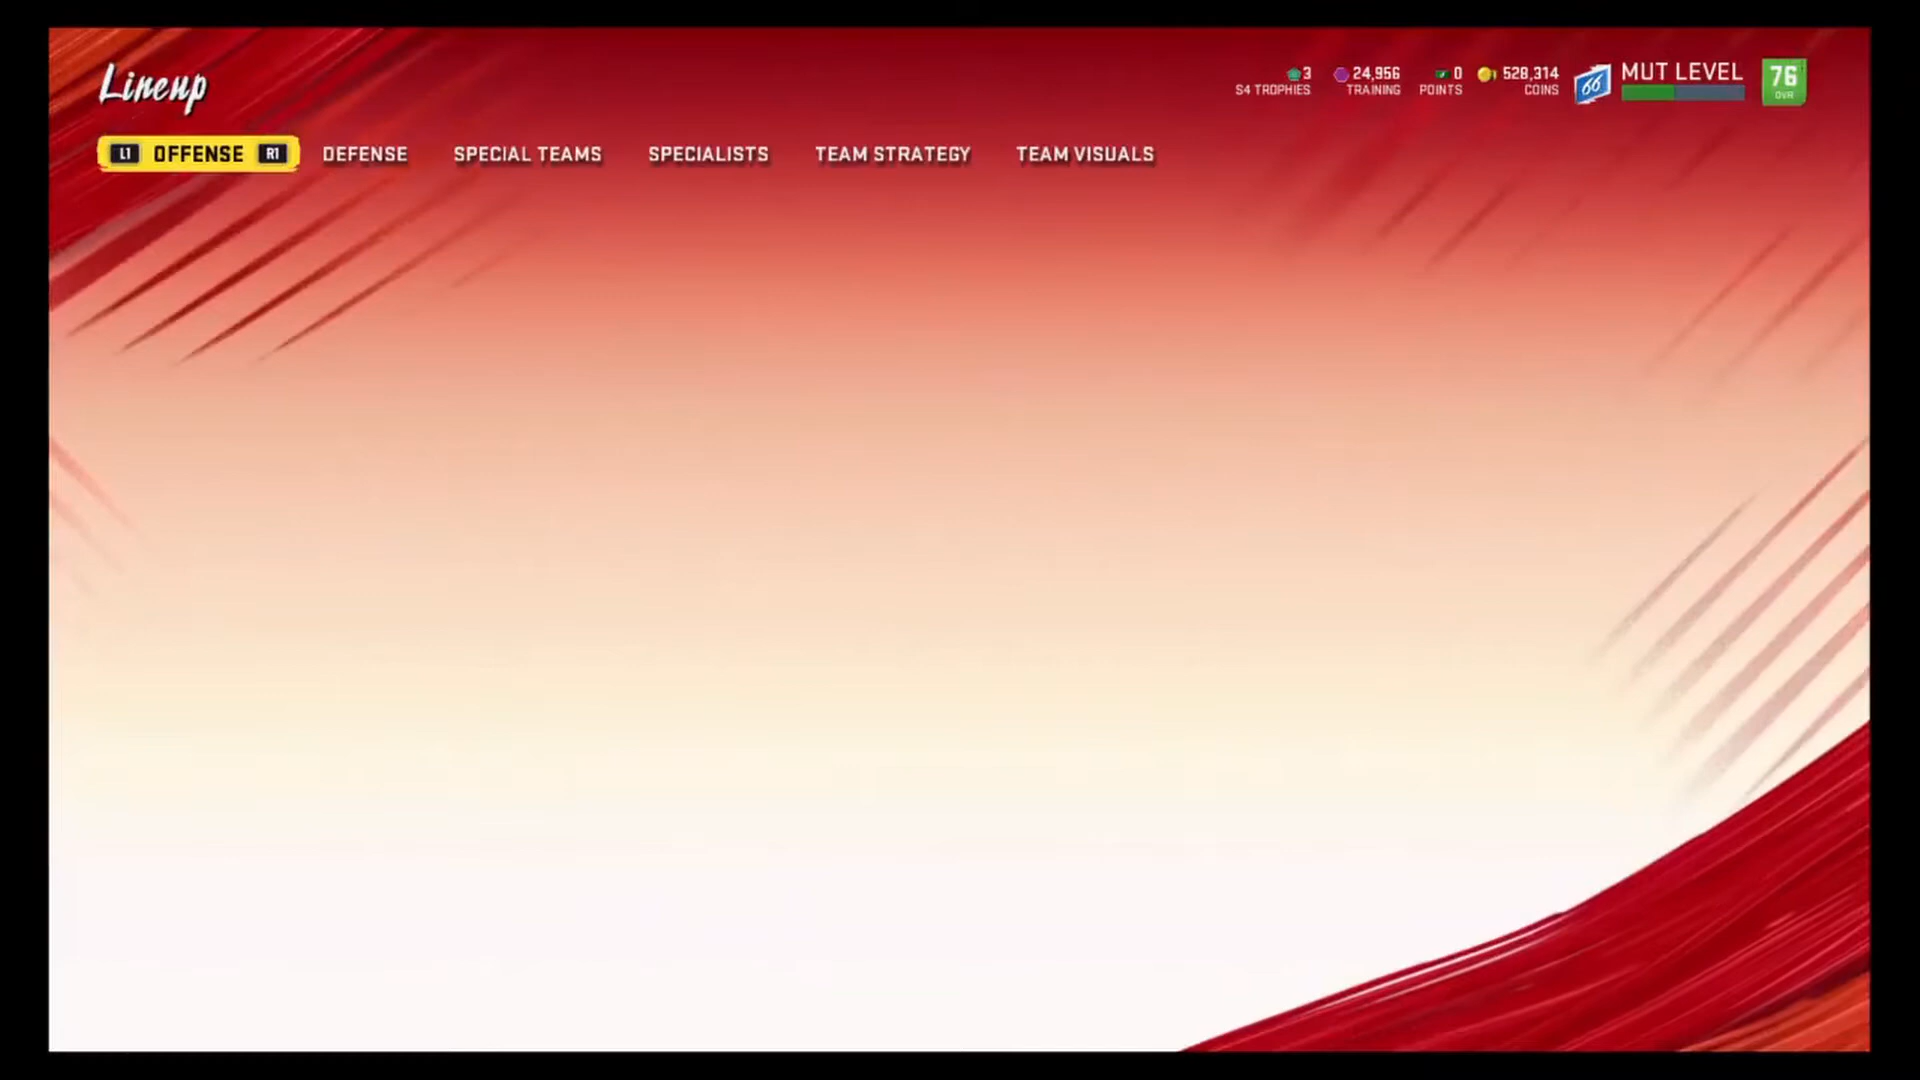 Lineup
3
S4 TROPHIES
24,956
TRAINING
0
POINTS
528,314
COINS
66
MUT LEVEL
76
OVR
L1 OFFENSE R1 DEFENSE SPECIAL TEAMS SPECIALISTS TEAM STRATEGY TEAM VISUALS